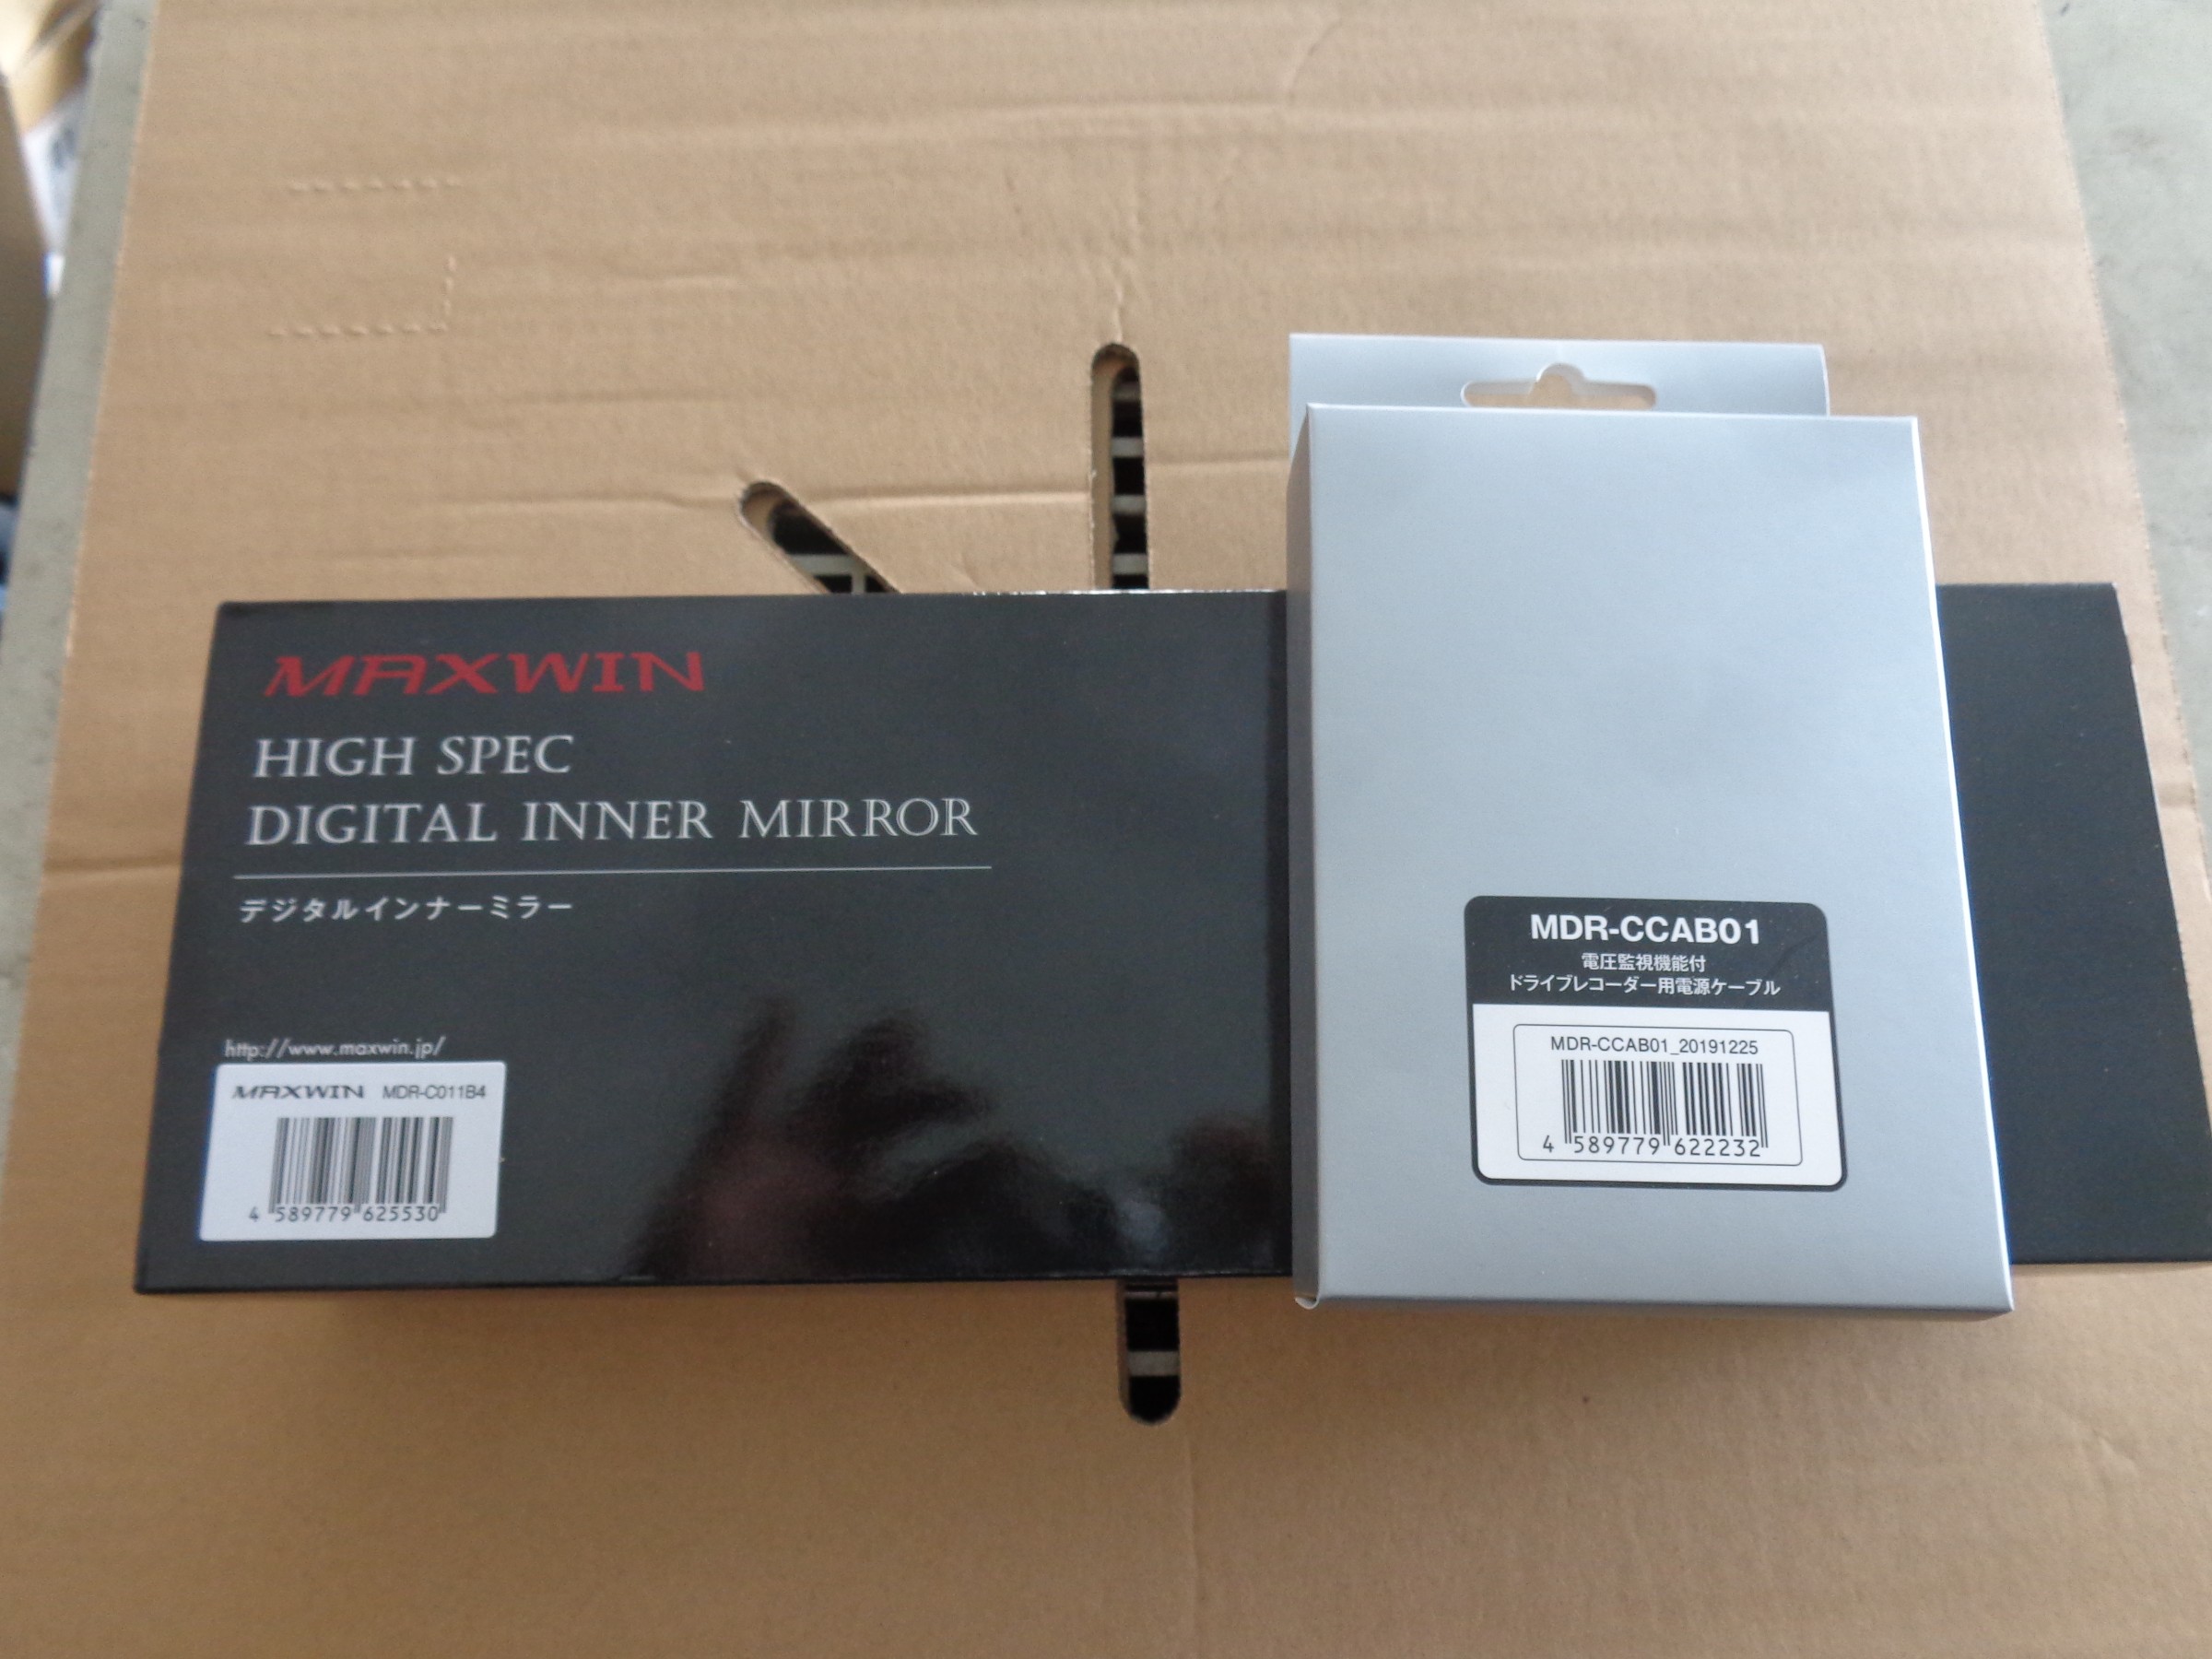 MAXWIN
HIGH SPEC
DIGITAL INNER MIRROR
デジタルインナーミラー
http://www.maxwin.jp/
MAXWIN MDR-C011B4
4 589779 625530
MDR-CCAB01
電圧監視機能付
ドライブレコーダー用電源ケーブル
MDR-CCAB01_20191225
4 589779 622232